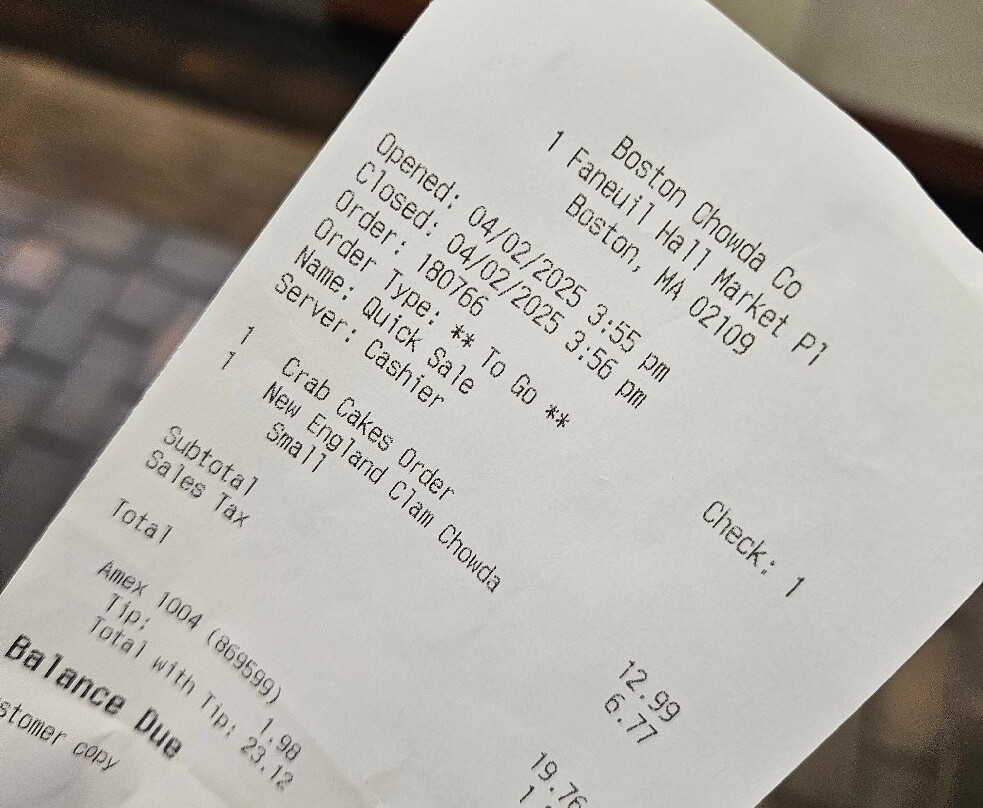 Boston Chowda Co
1 Faneuil Hall Market Pl
Boston, MA 02109
Opened: 04/02/2025 3:55 pm
Closed: 04/02/2025 3:56 pm
Order: 180766 Check: 1
Order Type: ** To Go **
Name: Quick Sale
Server: Cashier
1 Crab Cakes Order 12.99
1 New England Clam Chowda 6.77
Small
Subtotal 19.76
Sales Tax
Total
Amex 1004 (869599)
Tip: 1.98
Total with Tip: 23.12
Balance Due
copy